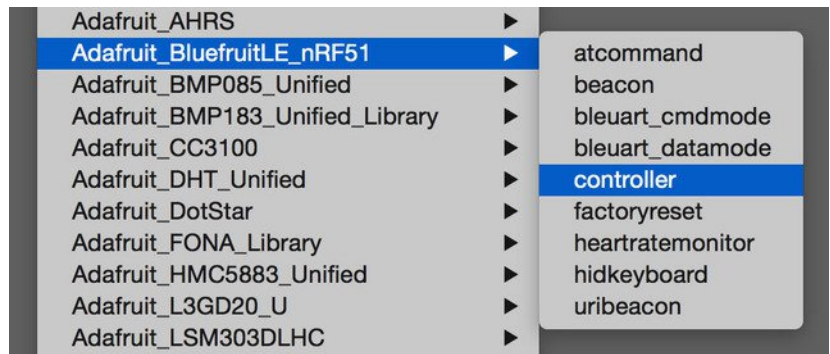 Adafruit_AHRS
Adafruit_BluefruitLE_nRF51
Adafruit_BMP085_Unified
Adafruit_BMP183_Unified_Library
Adafruit_CC3100
Adafruit_DHT_Unified
Adafruit_DotStar
Adafruit_FONA_Library
Adafruit_HMC5883_Unified
Adafruit_L3GD20_U
Adafruit_LSM303DLHC
atcommand
beacon
bleuart_cmdmode
bleuart_datamode
controller
factoryreset
heartratemonitor
hidkeyboard
uribeacon